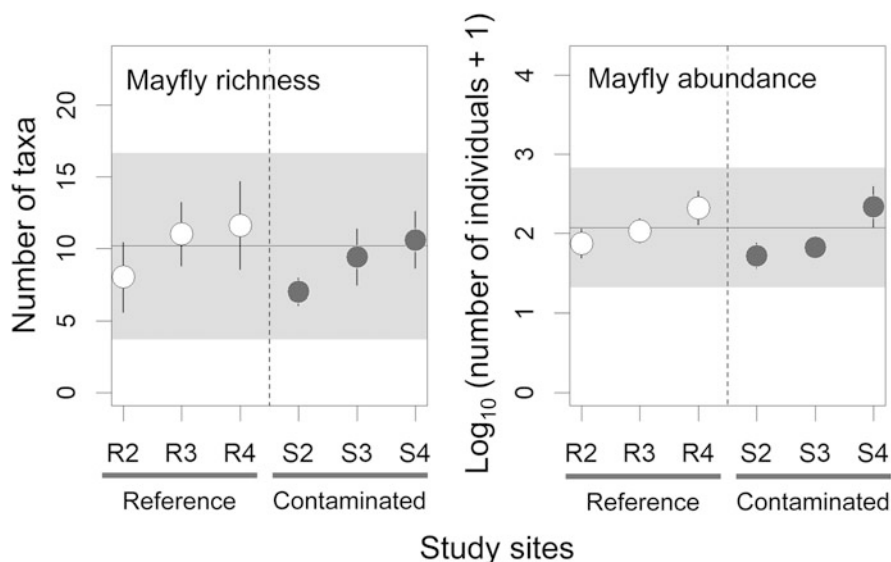 Mayfly richness
Number of taxa
20
15
10
5
0
R2 R3 R4 S2 S3 S4
Reference Contaminated
Mayfly abundance
Log₁₀ (number of individuals + 1)
4
3
2
1
0
R2 R3 R4 S2 S3 S4
Reference Contaminated
Study sites